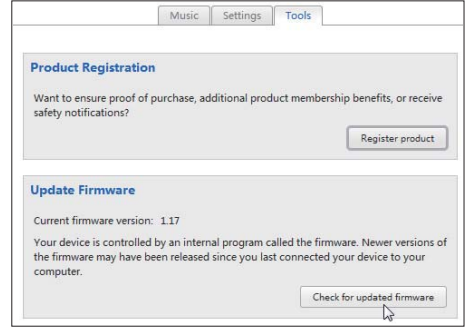 Music Settings Tools
Product Registration
Want to ensure proof of purchase, additional product membership benefits, or receive
safety notifications?
Register product
Update Firmware
Current firmware version: 1.17
Your device is controlled by an internal program called the firmware. Newer versions of
the firmware may have been released since you last connected your device to your
computer.
Check for updated firmware